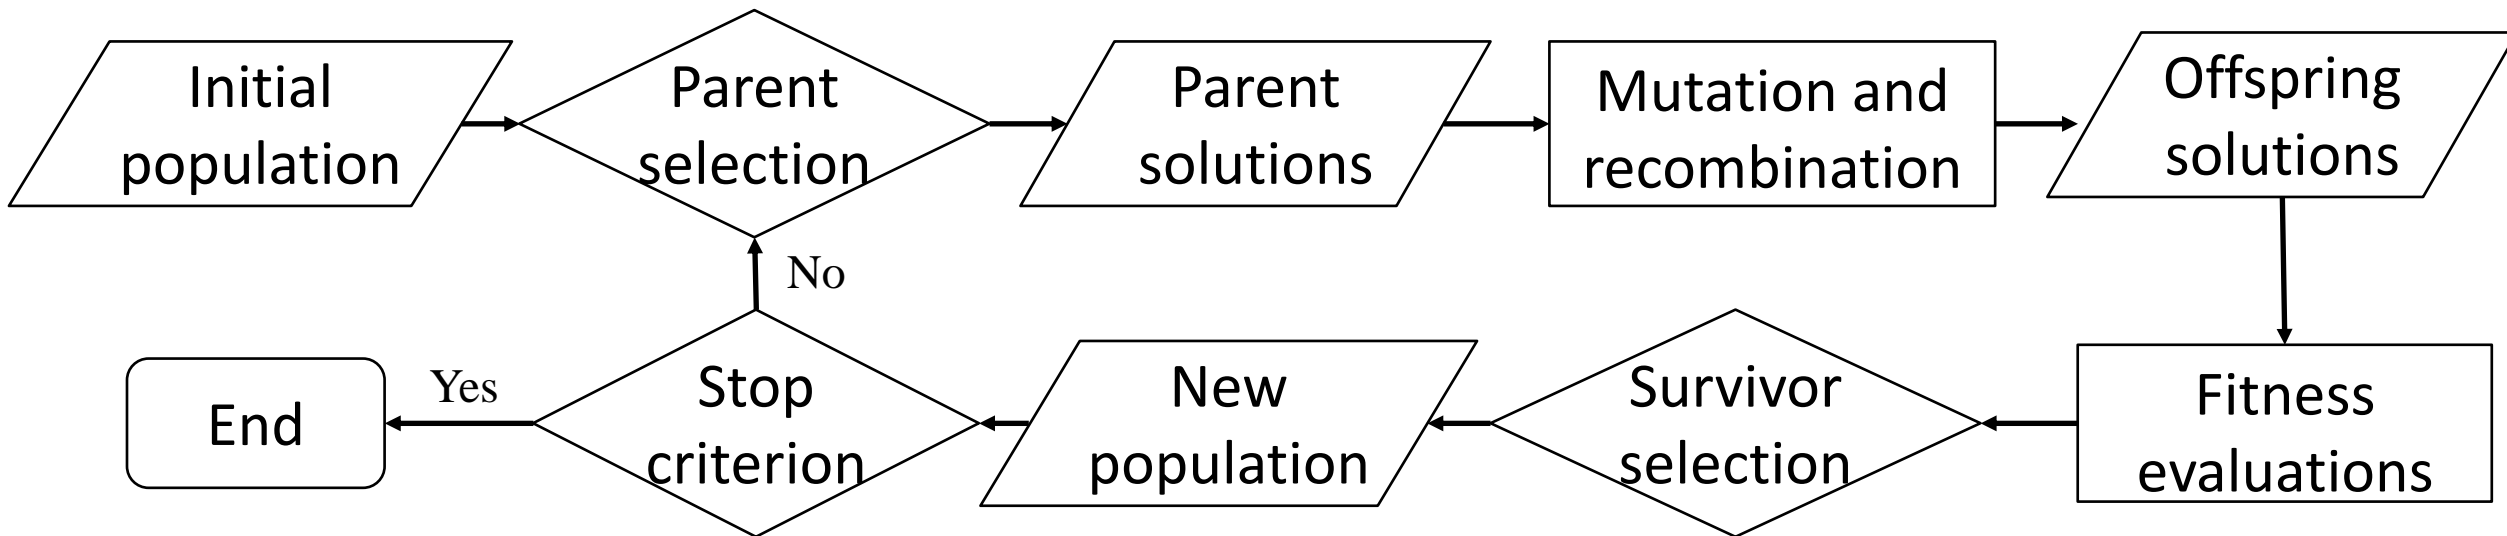 Initial
population
Parent
selection
Parent
solutions
Mutation and
recombination
Offspring
solutions
No
Fitness
evaluations
Survivor
selection
New
population
Stop
criterion
Yes
End